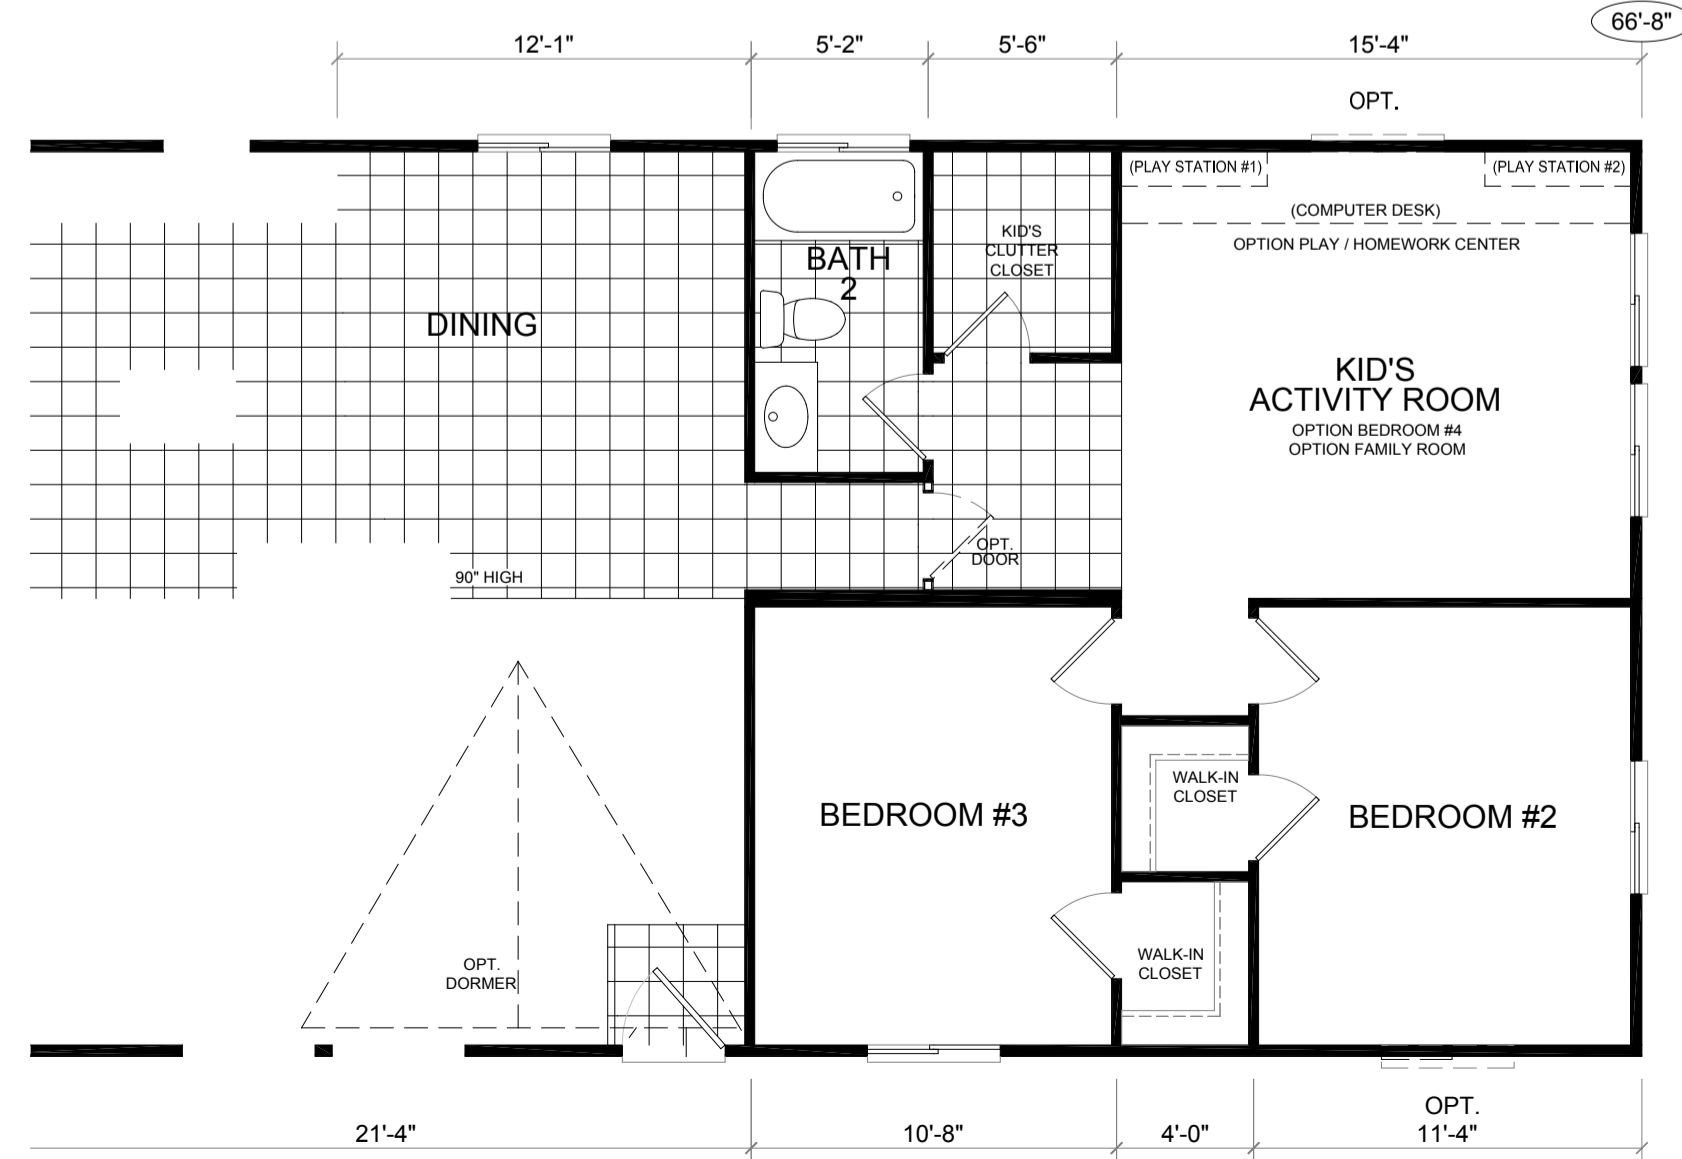 66'-8"
12'-1"
5'-2"
5'-6"
15'-4"
OPT.
(PLAY STATION #1)
(PLAY STATION #2)
(COMPUTER DESK)
OPTION PLAY / HOMEWORK CENTER
KID'S
CLUTTER
CLOSET
BATH
2
DINING
KID'S
ACTIVITY ROOM
OPTION BEDROOM #4
OPTION FAMILY ROOM
OPT.
DOOR
90" HIGH
WALK-IN
CLOSET
BEDROOM #3
BEDROOM #2
WALK-IN
CLOSET
OPT.
DORMER
OPT.
21'-4"
10'-8"
4'-0"
11'-4"